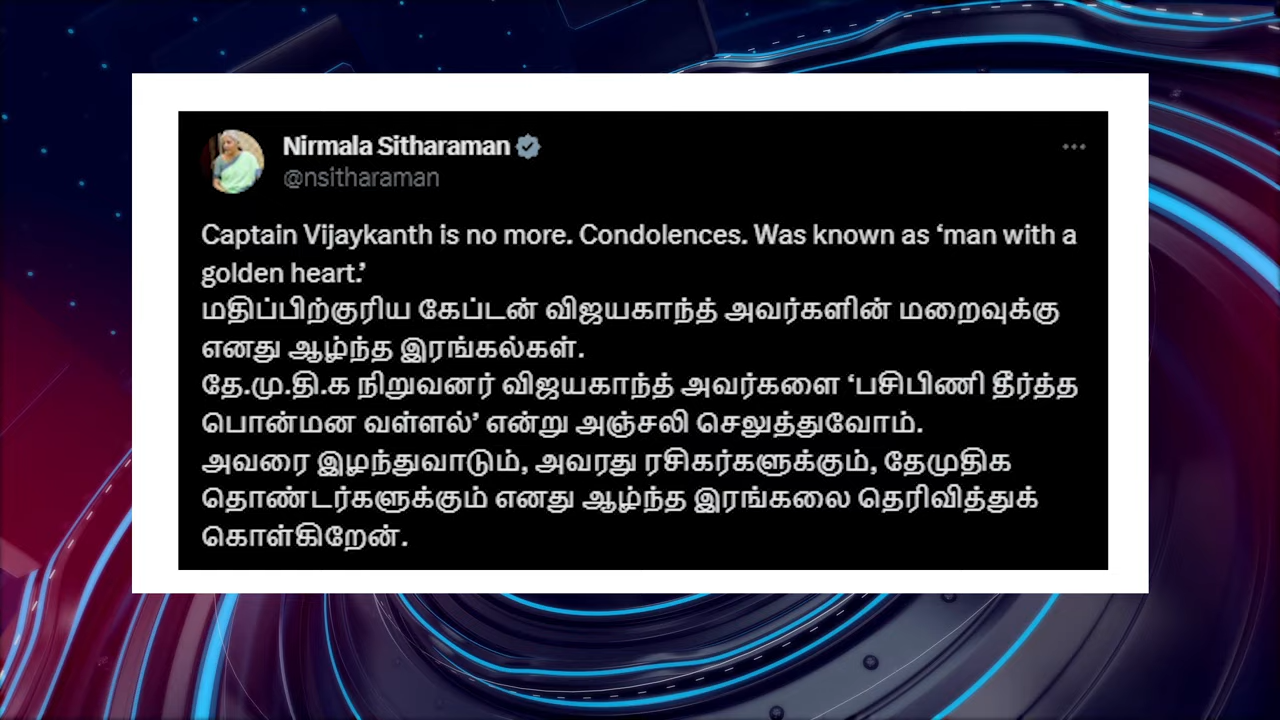 Nirmala Sitharaman
@nsitharaman
Captain Vijaykanth is no more. Condolences. Was known as ‘man with a
golden heart.’
மதிப்பிற்குரிய கேப்டன் விஜயகாந்த் அவர்களின் மறைவுக்கு
எனது ஆழ்ந்த இரங்கல்கள்.
தே.மு.தி.க நிறுவனர் விஜயகாந்த் அவர்களை ‘பசிபிணி தீர்த்த
பொன்மன வள்ளல்’ என்று அஞ்சலி செலுத்துவோம்.
அவரை இழந்துவாடும், அவரது ரசிகர்களுக்கும், தேமுதிக
தொண்டர்களுக்கும் எனது ஆழ்ந்த இரங்கலை தெரிவித்துக்
கொள்கிறேன்.